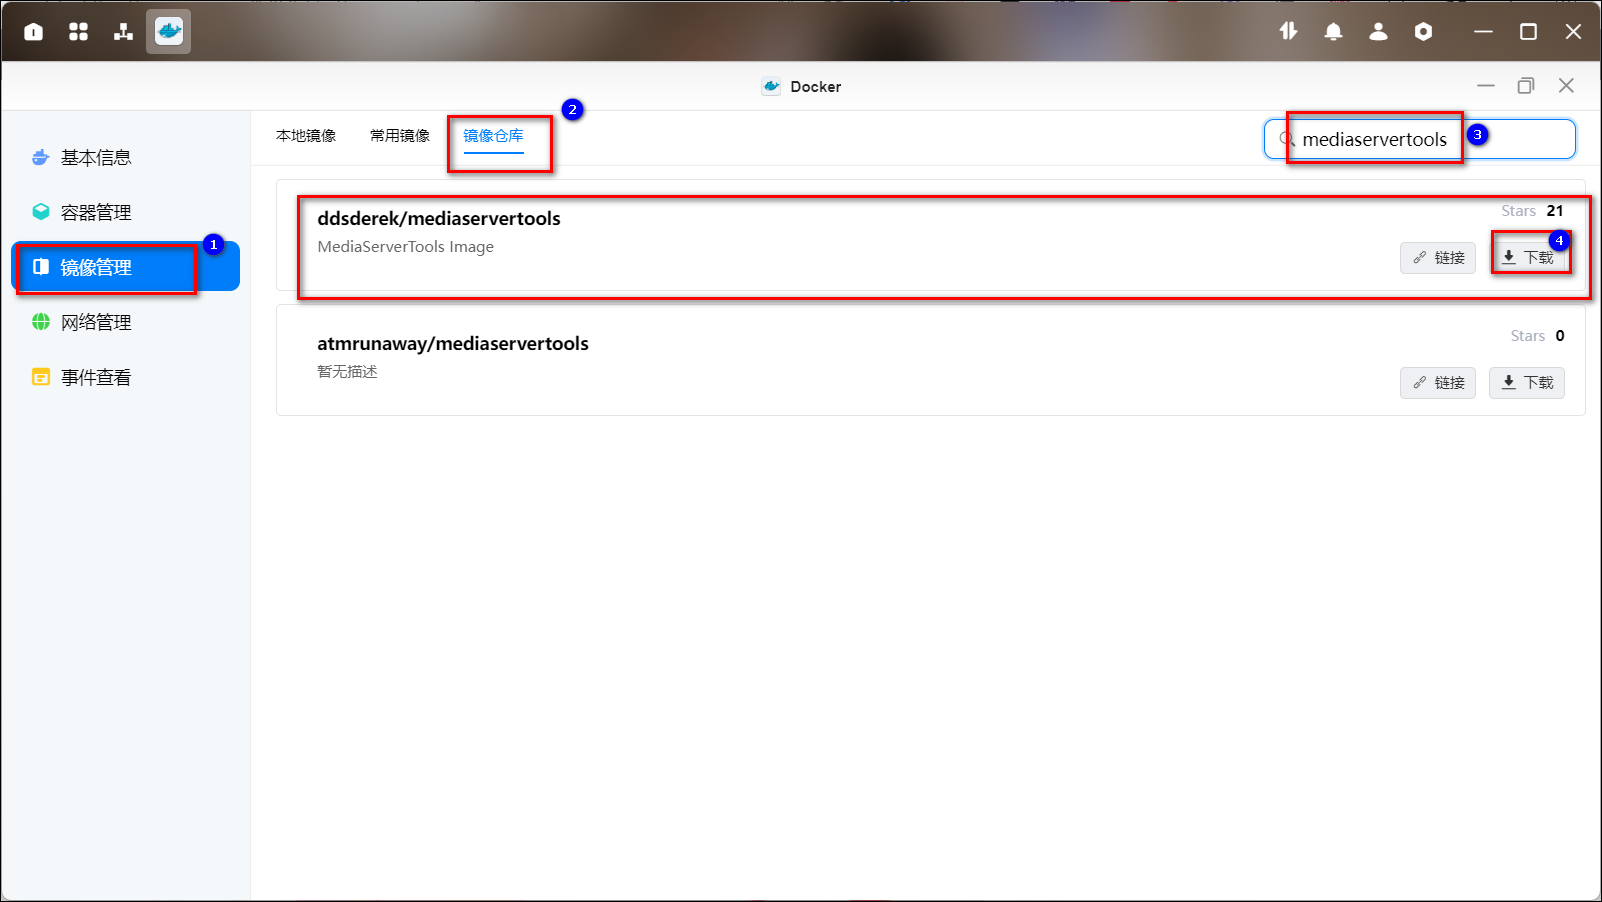 Docker
基本信息
容器管理
镜像管理
1
网络管理
事件查看
本地镜像
常用镜像
镜像仓库
2
mediaservertools
3
ddsderek/mediaservertools
MediaServerTools Image
Stars 21
链接
下载
4
atmrunaway/mediaservertools
暂无描述
Stars 0
链接
下载